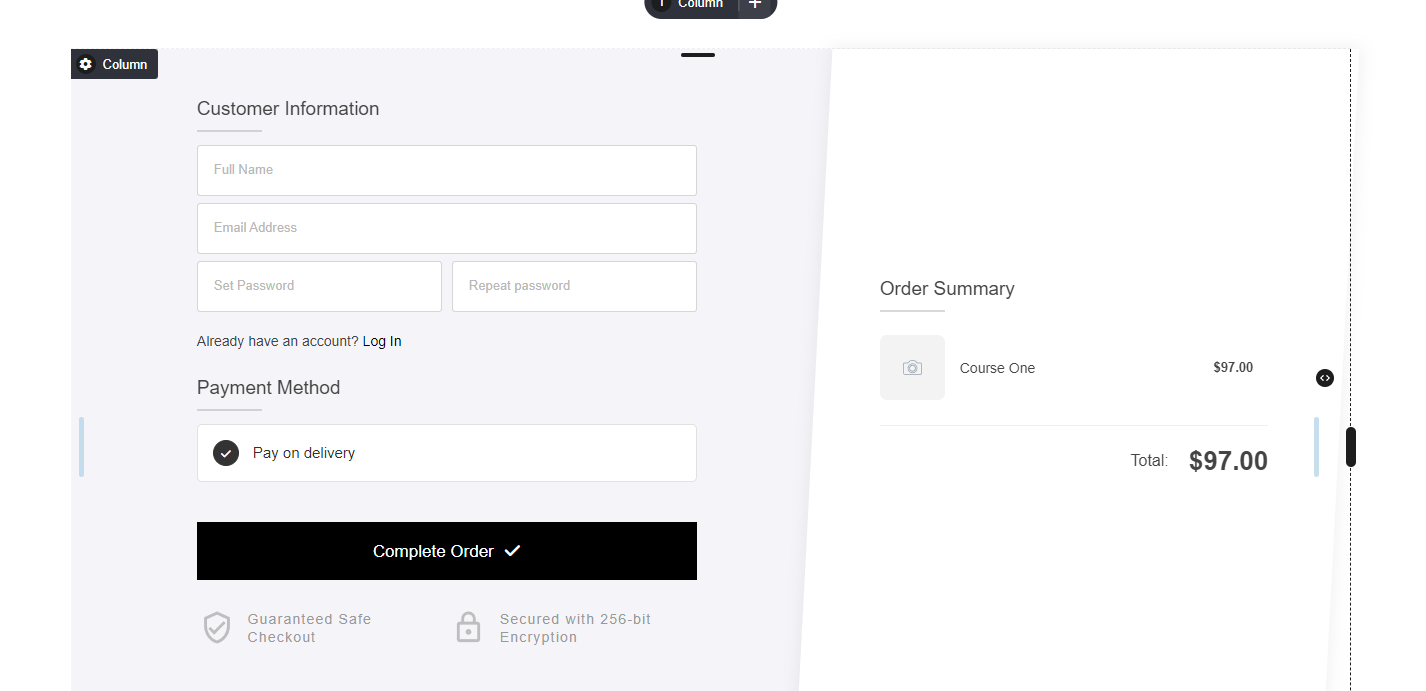 1 Column +
Column
Customer Information
Full Name
Email Address
Set Password
Repeat password
Already have an account? Log In
Payment Method
Pay on delivery
Complete Order
Guaranteed Safe
Checkout
Secured with 256-bit
Encryption
Order Summary
Course One
$97.00
Total: $97.00